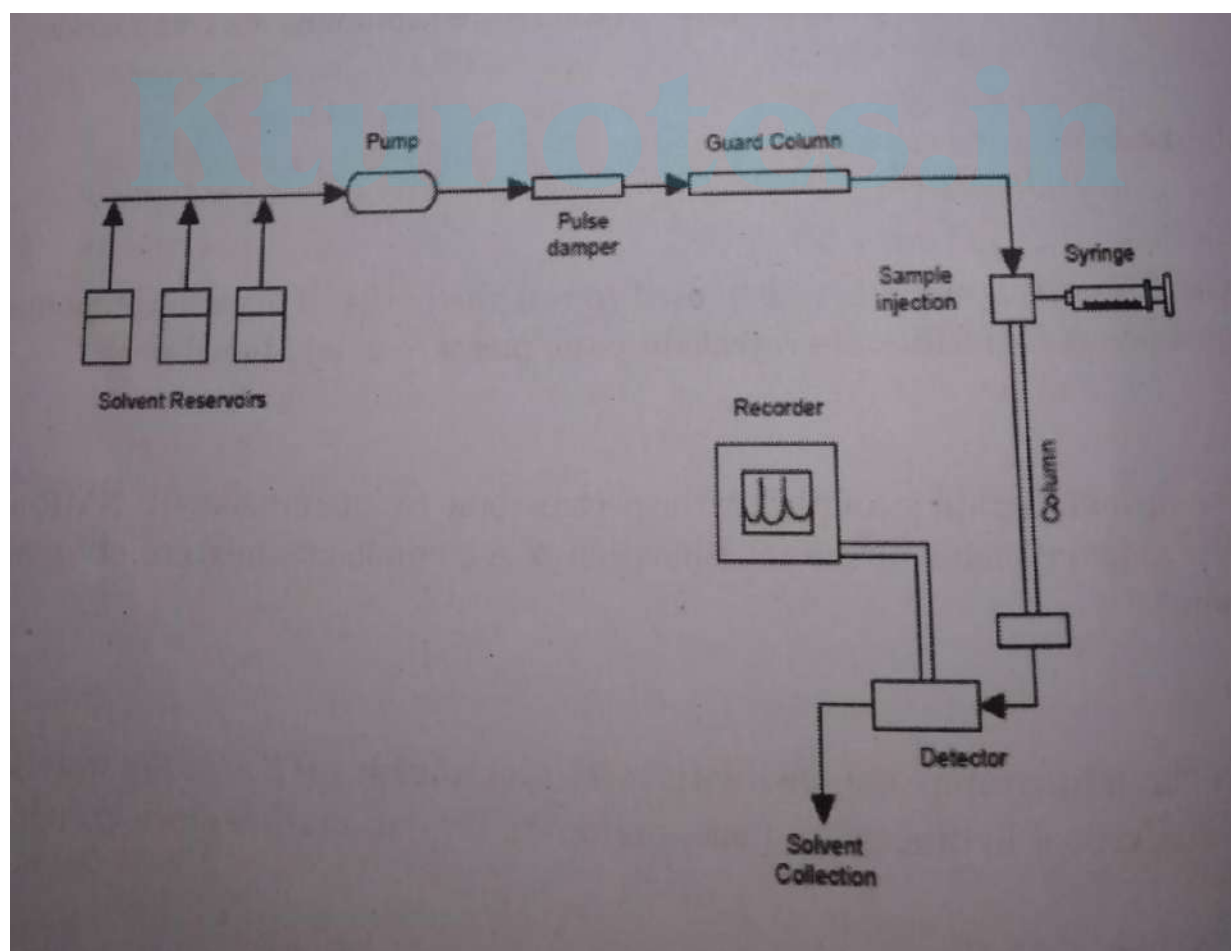 Ktunotes.in
Pump
Guard Column
Pulse
damper
Sample
injection
Syringe
Solvent Reservoirs
Recorder
Column
Detector
Solvent
Collection